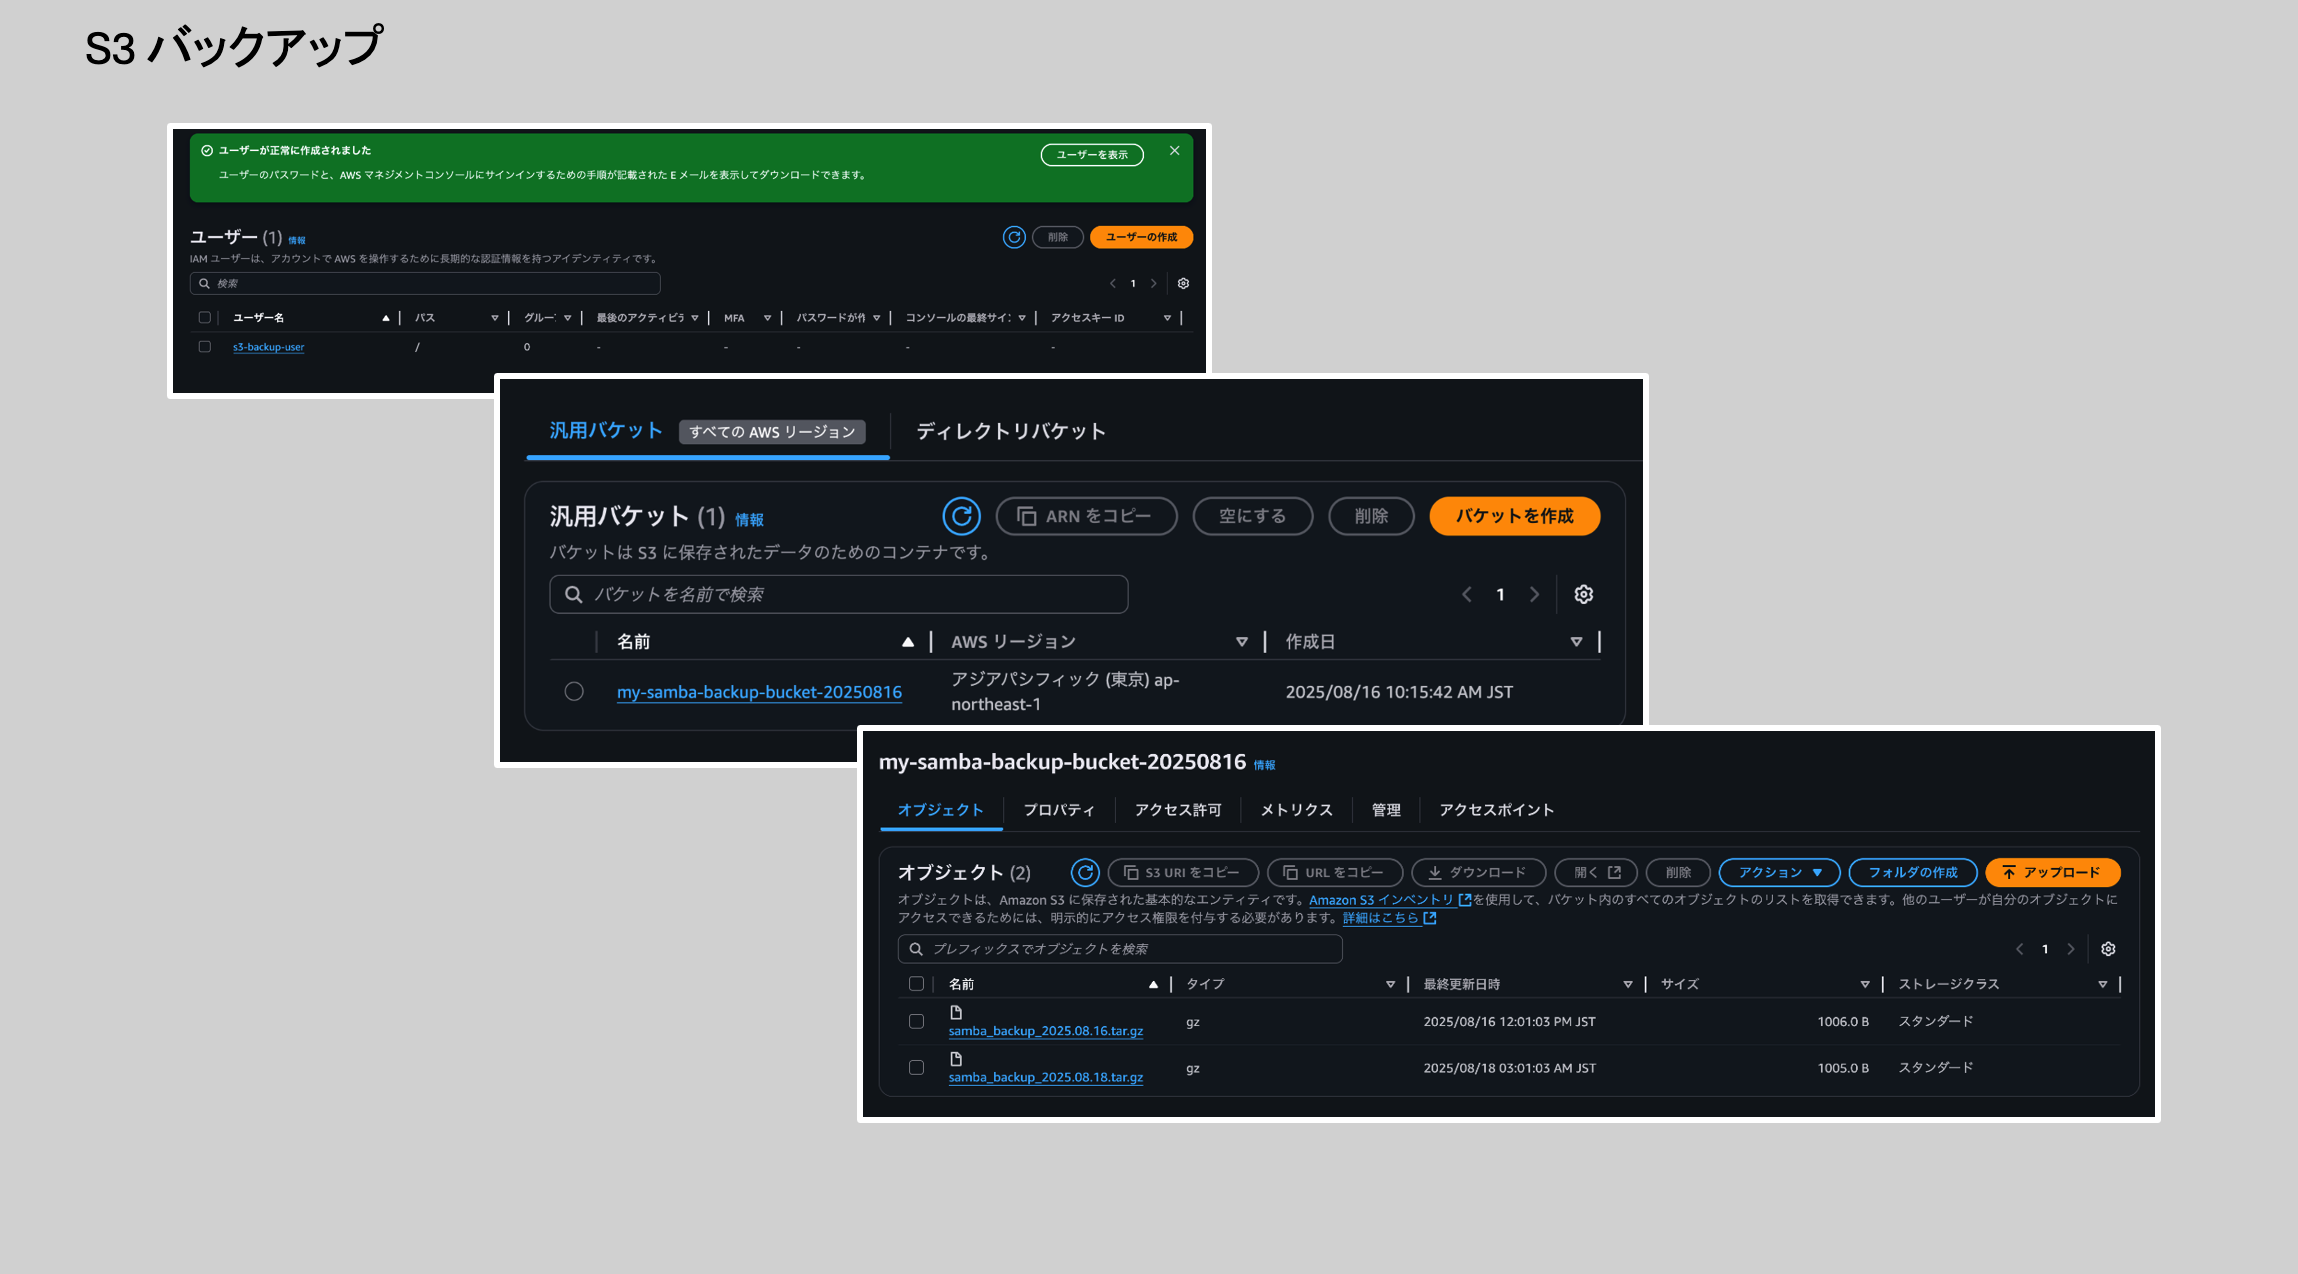 S3 バックアップ
ユーザーが正常に作成されました
ユーザーを表示
ユーザーのパスワードと、AWS マネジメントコンソールにサインインするための手順が記載された E メールを表示してダウンロードできます。
ユーザー (1) 情報
削除
ユーザーの作成
IAM ユーザーは、アカウントで AWS を操作するために長期的な認証情報を持つアイデンティティです。
検索
1
ユーザー名 パス グルー 最後のアクティビテ MFA パスワードが作 コンソールの最終サイ: アクセスキー ID
s3-backup-user / 0 - - - - -
汎用バケット すべての AWS リージョン ディレクトリバケット
汎用バケット (1) 情報
ARN をコピー 空にする 削除 バケットを作成
バケットは S3 に保存されたデータのためのコンテナです。
バケットを名前で検索
1
名前 AWS リージョン 作成日
my-samba-backup-bucket-20250816 アジアパシフィック (東京) ap-
northeast-1
2025/08/16 10:15:42 AM JST
my-samba-backup-bucket-20250816 情報
オブジェクト プロパティ アクセス許可 メトリクス 管理 アクセスポイント
オブジェクト (2)
S3 URI をコピー URL をコピー ダウンロード 開く 削除 アクション フォルダの作成 アップロード
オブジェクトは、Amazon S3 に保存された基本的なエンティティです。Amazon S3 インベントリ を使用して、バケット内のすべてのオブジェクトのリストを取得できます。他のユーザーが自分のオブジェクトに
アクセスできるためには、明示的にアクセス権限を付与する必要があります。詳細はこちら
プレフィックスでオブジェクトを検索
1
名前 タイプ 最終更新日時 サイズ ストレージクラス
samba_backup_2025.08.16.tar.gz gz 2025/08/16 12:01:03 PM JST 1006.0 B スタンダード
samba_backup_2025.08.18.tar.gz gz 2025/08/18 03:01:03 AM JST 1005.0 B スタンダード